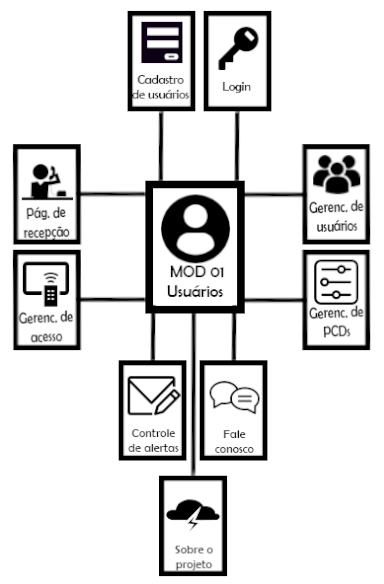 Cadastro
de usuários
Login
Pág. de
recepção
Gerenc. de
usuários
MOD 01
Usuários
Gerenc. de
acesso
Gerenc. de
PCDs
Controle
de alertas
Fale
conosco
Sobre o
projeto